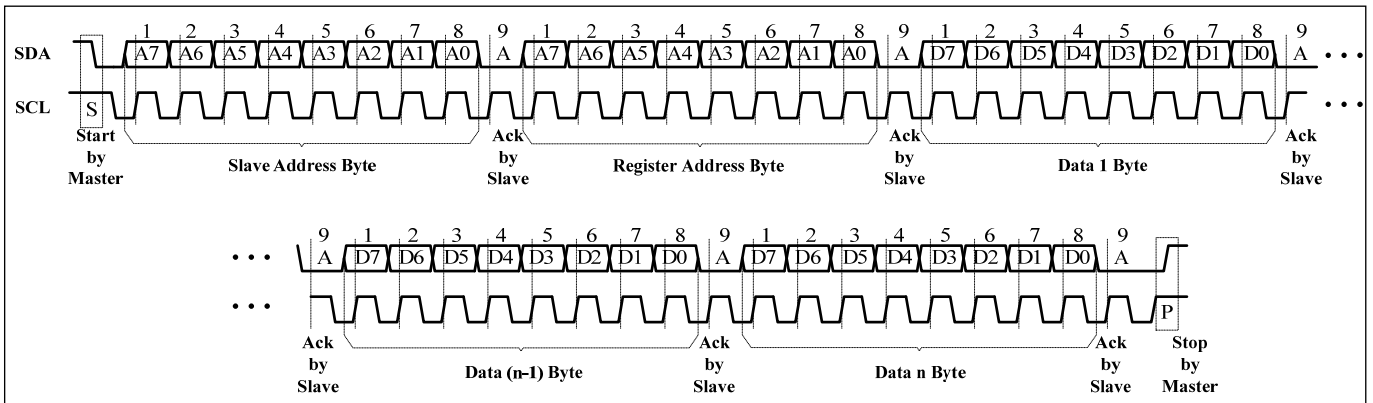 1 2 3 4 5 6 7 8 9 1 2 3 4 5 6 7 8 9 1 2 3 4 5 6 7 8 9
SDA A7 A6 A5 A4 A3 A2 A1 A0 A A7 A6 A5 A4 A3 A2 A1 A0 A D7 D6 D5 D4 D3 D2 D1 D0 A • • •
SCL S • • •
Start by Master
Slave Address Byte
Ack by Slave
Register Address Byte
Ack by Slave
Data 1 Byte
Ack by Slave
9 1 2 3 4 5 6 7 8 9 1 2 3 4 5 6 7 8 9
• • • A D7 D6 D5 D4 D3 D2 D1 D0 A D7 D6 D5 D4 D3 D2 D1 D0 A
• • • P
Ack by Slave
Data (n-1) Byte
Ack by Slave
Data n Byte
Ack by Slave
Stop by Master